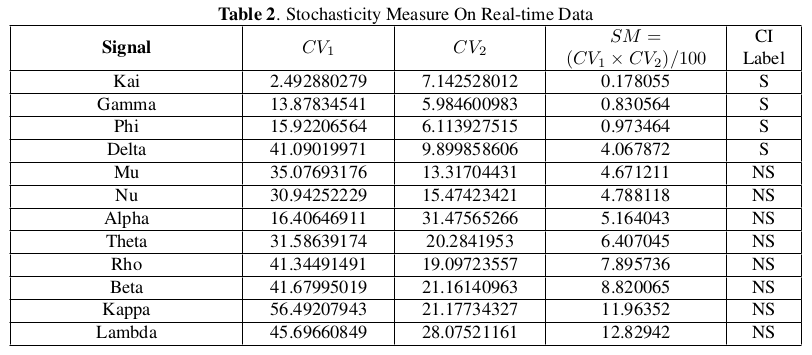 Table 2. Stochasticity Measure On Real-time Data
Signal CV₁ CV₂ SM = (CV₁ × CV₂)/100 CI Label
Kai 2.492880279 7.142528012 0.178055 S
Gamma 13.87834541 5.984600983 0.830564 S
Phi 15.92206564 6.113927515 0.973464 S
Delta 41.09019971 9.899858606 4.067872 S
Mu 35.07693176 13.31704431 4.671211 NS
Nu 30.94252229 15.47423421 4.788118 NS
Alpha 16.40646911 31.47565266 5.164043 NS
Theta 31.58639174 20.2841953 6.407045 NS
Rho 41.34491491 19.09723557 7.895736 NS
Beta 41.67995019 21.16140963 8.820065 NS
Kappa 56.49207943 21.17734327 11.96352 NS
Lambda 45.69660849 28.07521161 12.82942 NS